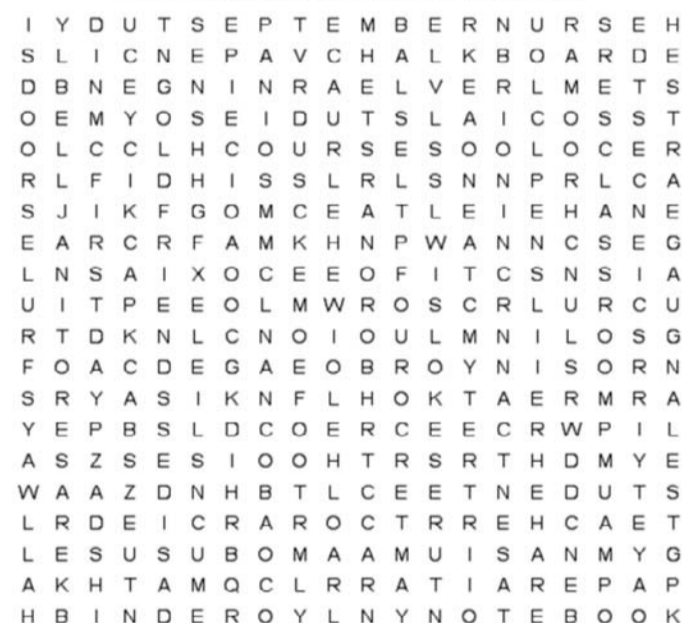 I Y D U T S E P T E M B E R N U R S E H
S L I C N E P A V C H A L K B O A R D E
D B N E G N I N R A E L V E R L M E T S
O E M Y O S E I D U T S L A I C O S S T
O L C C L H C O U R S E S O O L O C E R
R L F I D H I S S L R L S N N P R L C A
S J I K F G O M C E A T L E I E H A N E
E A R C R F A M K H N P W A N N C S E G
L N S A I X O C E E O F I T C S N S I A
U I T P E E O L M W R O S C R L U R C U
R T D K N L C N O I O U L M N I L O S G
F O A C D E G A E O B R O Y N I S O R N
S R Y A S I K N F L H O K T A E R M R A
Y E P B S L D C O E R C E E C R W P I L
A S Z S E S I O O H T R S R T H D M Y E
W A A Z D N H B T L C E E T N E D U T S
L R D E I C R A R O C T R R E H C A E T
L E S U S U B O M A A M U I S A N M Y G
A K H T A M Q C L R R A T I A R E P A P
H B I N D E R O Y L N Y N O T E B O O K